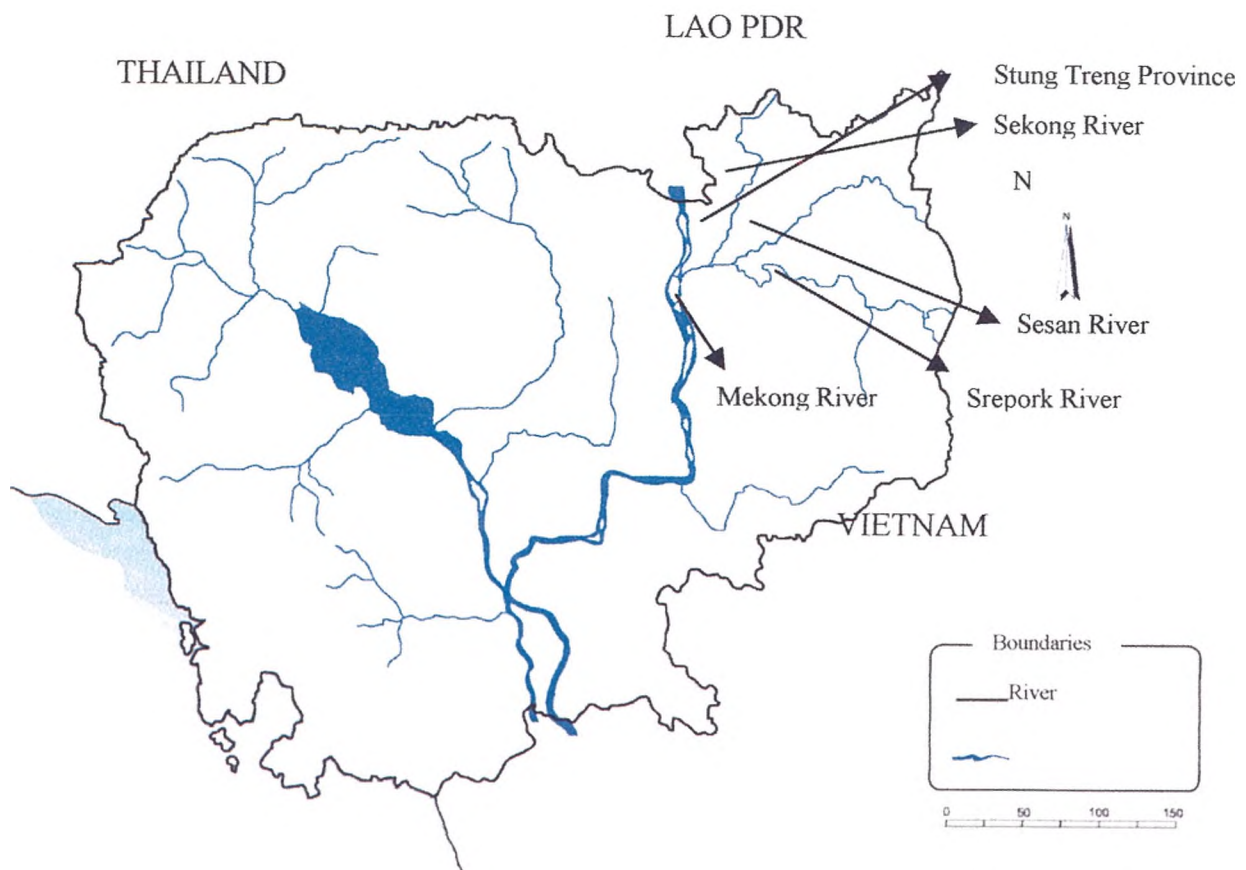 LAO PDR
THAILAND
Stung Treng Province
Sekong River
N
N
Sesan River
Mekong River
Srepork River
VIETNAM
Boundaries
River
0 50 100 150